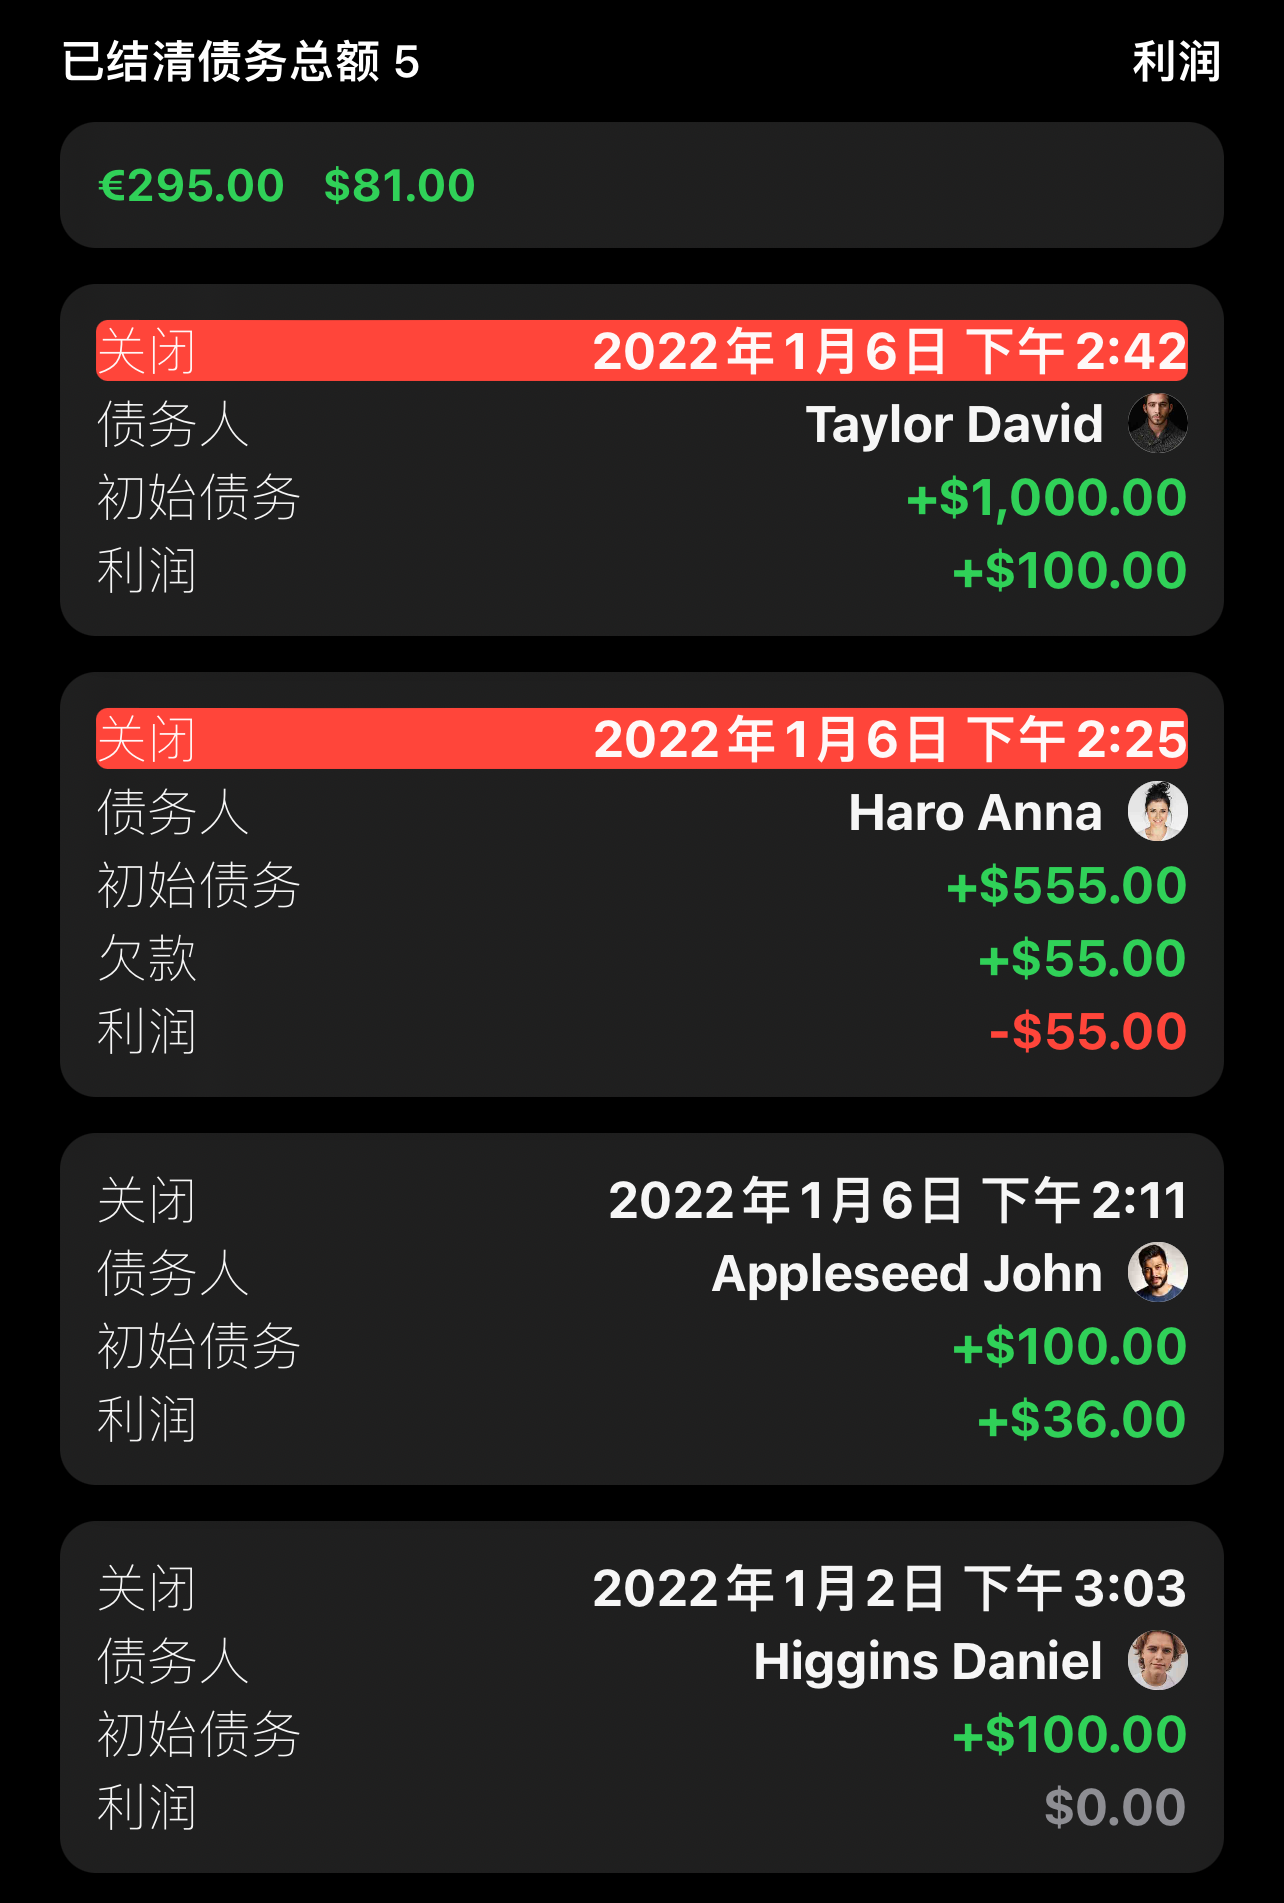 已结清债务总额 5 利润
€295.00 $81.00
关闭 2022年1月6日 下午2:42
债务人 Taylor David
初始债务 +$1,000.00
利润 +$100.00
关闭 2022年1月6日 下午2:25
债务人 Haro Anna
初始债务 +$555.00
欠款 +$55.00
利润 -$55.00
关闭 2022年1月6日 下午2:11
债务人 Appleseed John
初始债务 +$100.00
利润 +$36.00
关闭 2022年1月2日 下午3:03
债务人 Higgins Daniel
初始债务 +$100.00
利润 $0.00